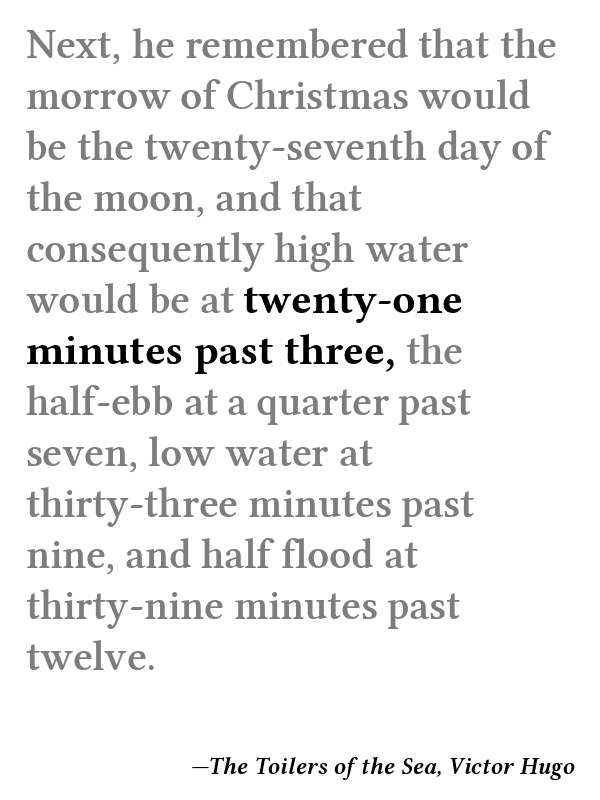 Next, he remembered that the
morrow of Christmas would
be the twenty-seventh day of
the moon, and that
consequently high water
would be at twenty-one
minutes past three, the
half-ebb at a quarter past
seven, low water at
thirty-three minutes past
nine, and half flood at
thirty-nine minutes past
twelve.
—The Toilers of the Sea, Victor Hugo